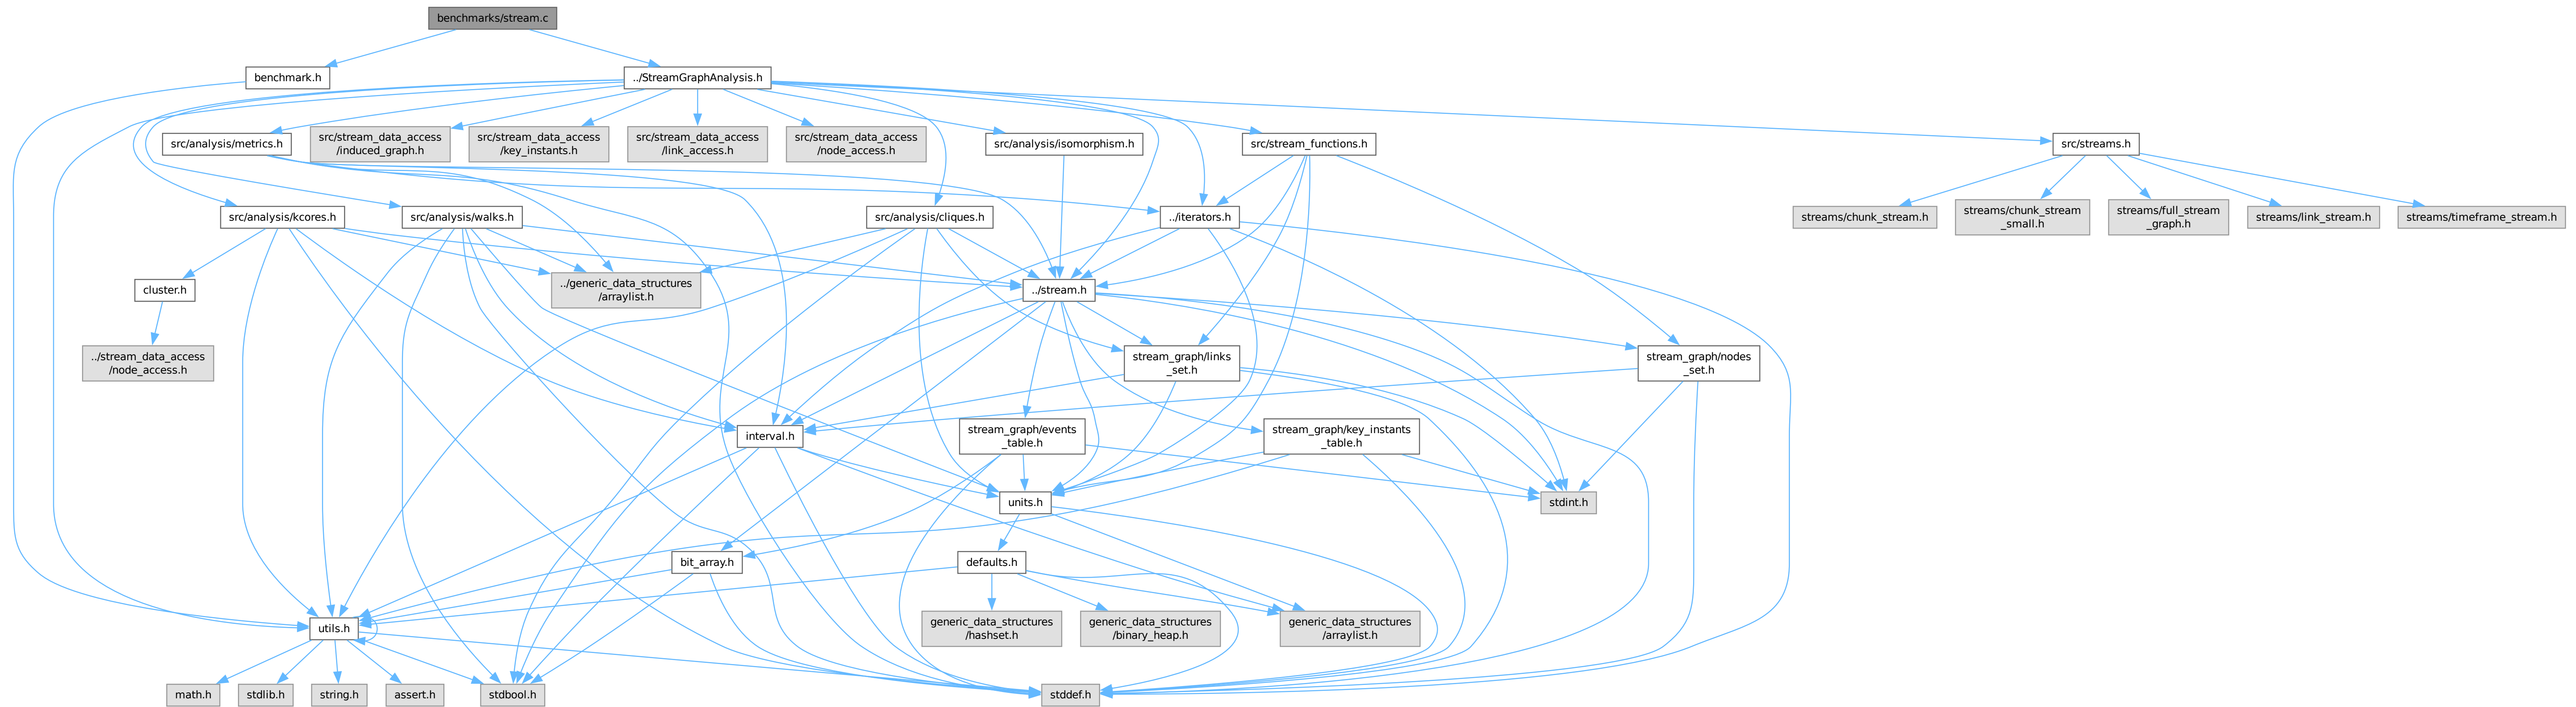 benchmarks/stream.c
benchmark.h
../StreamGraphAnalysis.h
src/analysis/metrics.h
src/stream_data_access
/induced_graph.h
src/stream_data_access
/key_instants.h
src/stream_data_access
/link_access.h
src/stream_data_access
/node_access.h
src/analysis/isomorphism.h
src/stream_functions.h
src/streams.h
src/analysis/kcores.h
src/analysis/walks.h
src/analysis/cliques.h
../iterators.h
streams/chunk_stream.h
streams/chunk_stream
_small.h
streams/full_stream
_graph.h
streams/link_stream.h
streams/timeframe_stream.h
cluster.h
../generic_data_structures
/arraylist.h
../stream.h
../stream_data_access
/node_access.h
stream_graph/links
_set.h
stream_graph/nodes
_set.h
interval.h
stream_graph/events
_table.h
stream_graph/key_instants
_table.h
units.h
stdint.h
bit_array.h
defaults.h
utils.h
generic_data_structures
/hashset.h
generic_data_structures
/binary_heap.h
generic_data_structures
/arraylist.h
math.h
stdlib.h
string.h
assert.h
stdbool.h
stddef.h